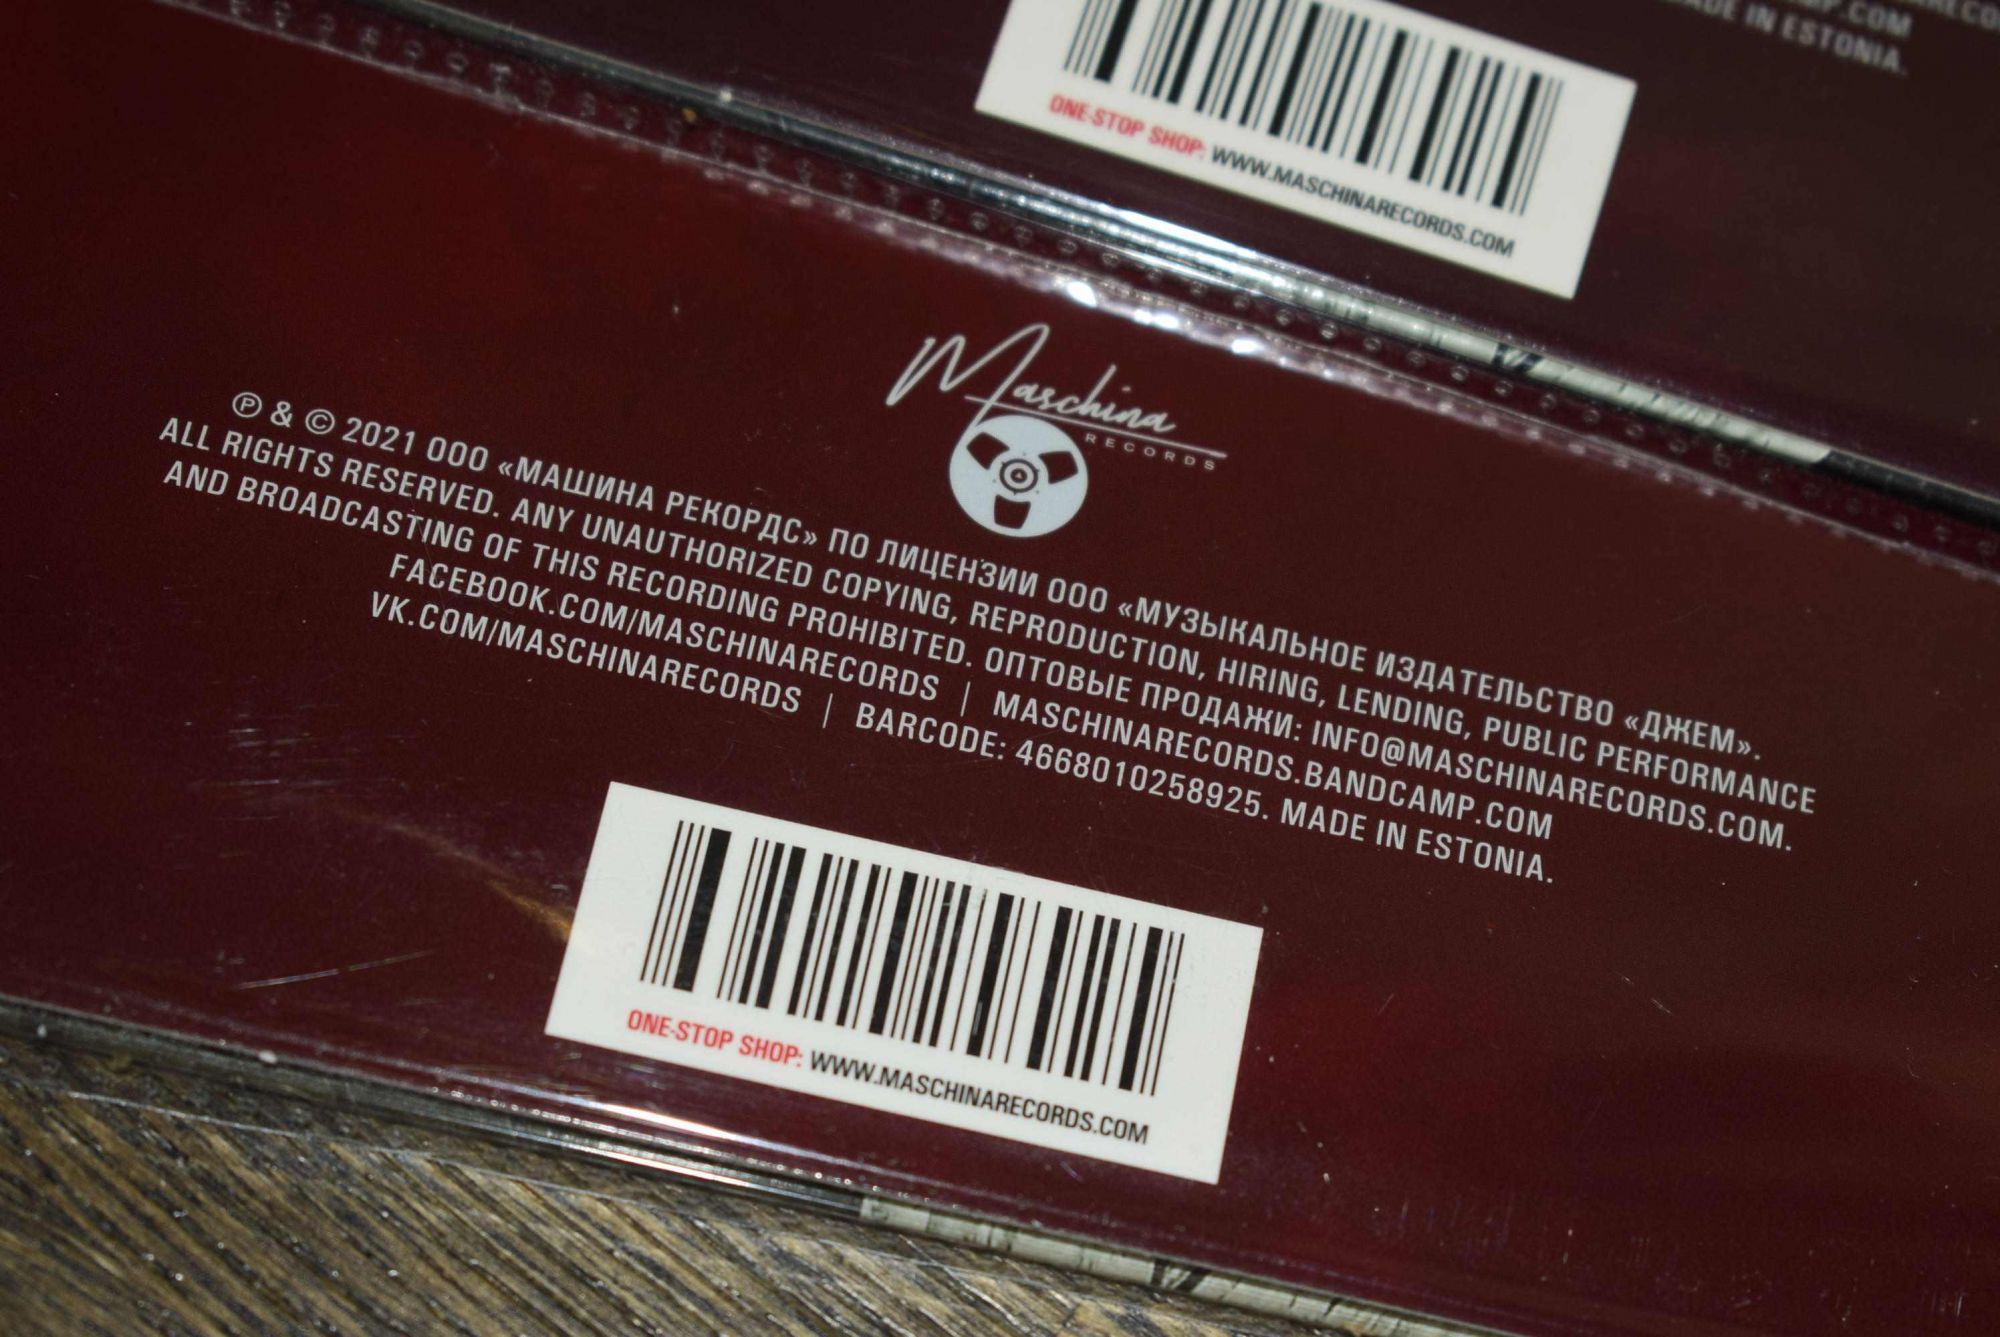 MADE IN ESTONIA.
ONE-STOP SHOP: WWW.MASCHINARECORDS.COM
Maschina
RECORDS
℗ & © 2021 ООО «МАШИНА РЕКОРДС» ПО ЛИЦЕНЗИИ ООО «МУЗЫКАЛЬНОЕ ИЗДАТЕЛЬСТВО «ДЖЕМ».
ALL RIGHTS RESERVED. ANY UNAUTHORIZED COPYING, REPRODUCTION, HIRING, LENDING, PUBLIC PERFORMANCE
AND BROADCASTING OF THIS RECORDING PROHIBITED. ОПТОВЫЕ ПРОДАЖИ: INFO@MASCHINARECORDS.COM.
FACEBOOK.COM/MASCHINARECORDS | MASCHINARECORDS.BANDCAMP.COM
VK.COM/MASCHINARECORDS | BARCODE: 4668010258925. MADE IN ESTONIA.
ONE-STOP SHOP: WWW.MASCHINARECORDS.COM